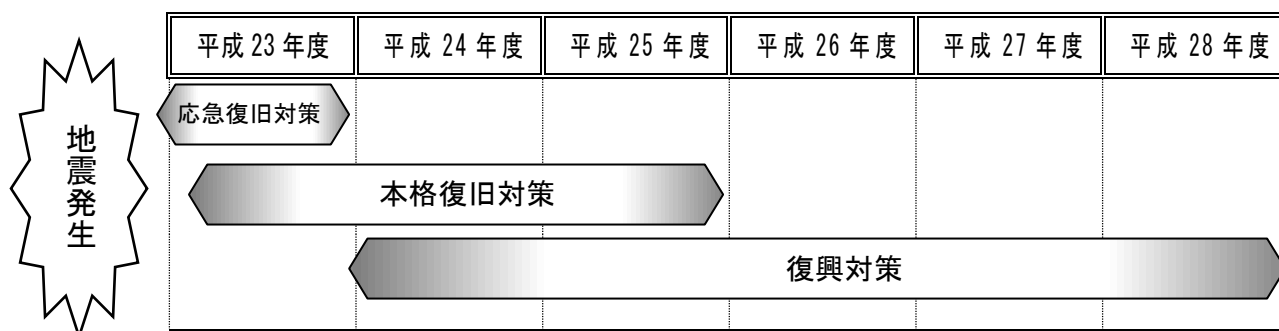 平成 23 年度 平成 24 年度 平成 25 年度 平成 26 年度 平成 27 年度 平成 28 年度
地震発生
応急復旧対策
本格復旧対策
復興対策